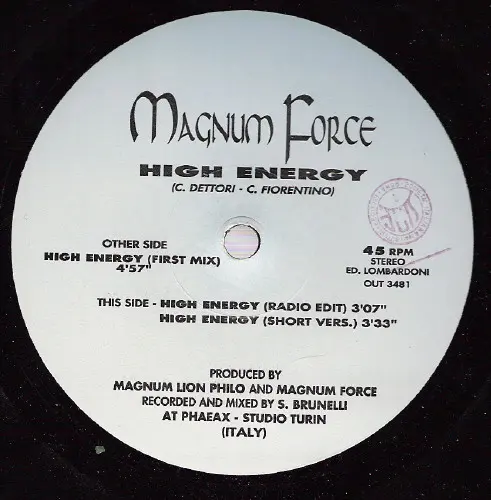 MAGNUM FORCE
HIGH ENERGY
(C. DETTORI - C. FIORENTINO)
OTHER SIDE
HIGH ENERGY (FIRST MIX)
4'57"
45 RPM
STEREO
ED. LOMBARDONI
OUT 3481
THIS SIDE - HIGH ENERGY (RADIO EDIT) 3'07"
HIGH ENERGY (SHORT VERS.) 3'33"
PRODUCED BY
MAGNUM LION PHILO AND MAGNUM FORCE
RECORDED AND MIXED BY S. BRUNELLI
AT PHAEAX - STUDIO TURIN
(ITALY)